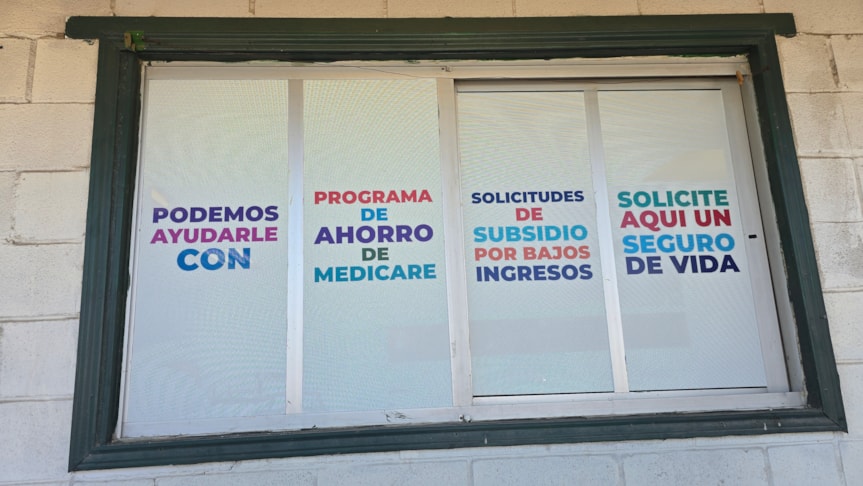 PODEMOS
AYUDARLE
CON
PROGRAMA
DE
AHORRO
DE
MEDICARE
SOLICITUDES
DE
SUBSIDIO
POR BAJOS
INGRESOS
SOLICITE
AQUI UN
SEGURO
DE VIDA